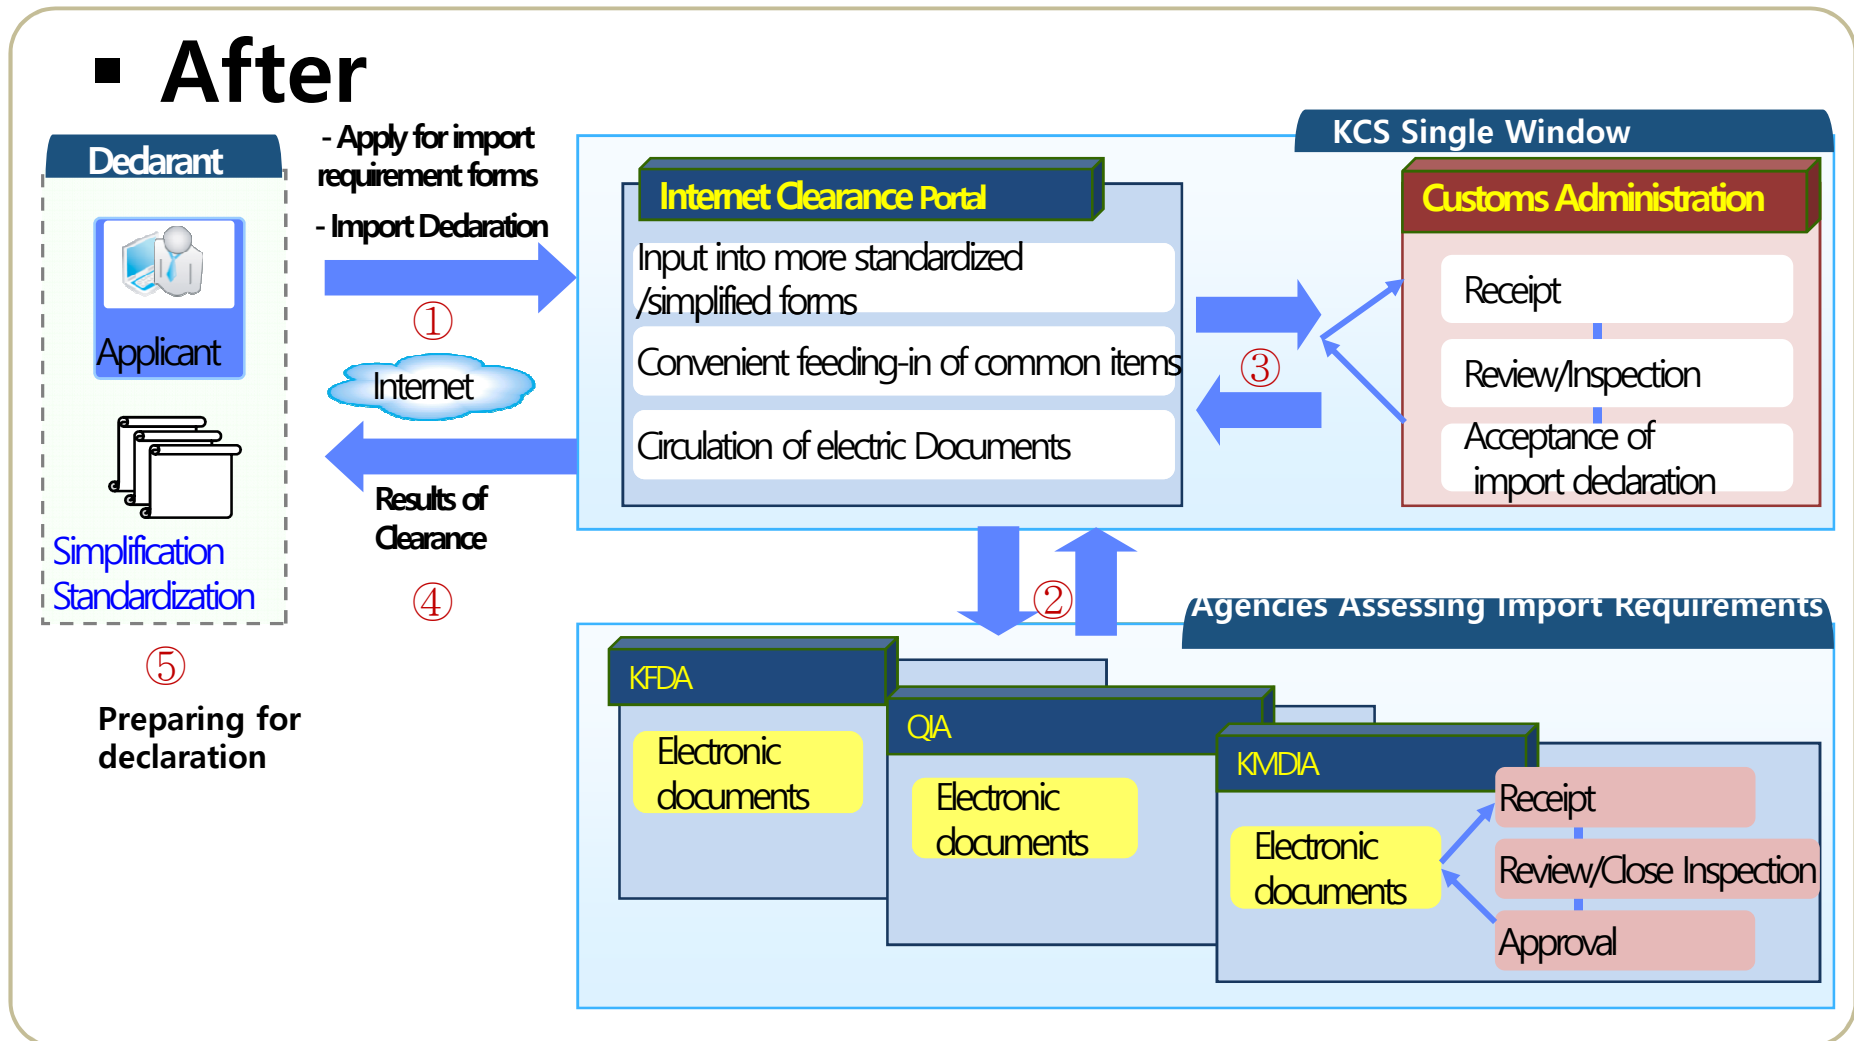 ▪ After
Declarant
- Apply for import
requirement forms
- Import Declaration
①
Internet
Results of
Clearance
④
Applicant
Simplification
Standardization
⑤
Preparing for
declaration
KCS Single Window
Internet Clearance Portal
Input into more standardized
/simplified forms
Convenient feeding-in of common items
Circulation of electric Documents
③
Customs Administration
Receipt
Review/Inspection
Acceptance of
import declaration
②
Agencies Assessing Import Requirements
KFDA
Electronic
documents
QIA
Electronic
documents
KMDIA
Electronic
documents
Receipt
Review/Close Inspection
Approval